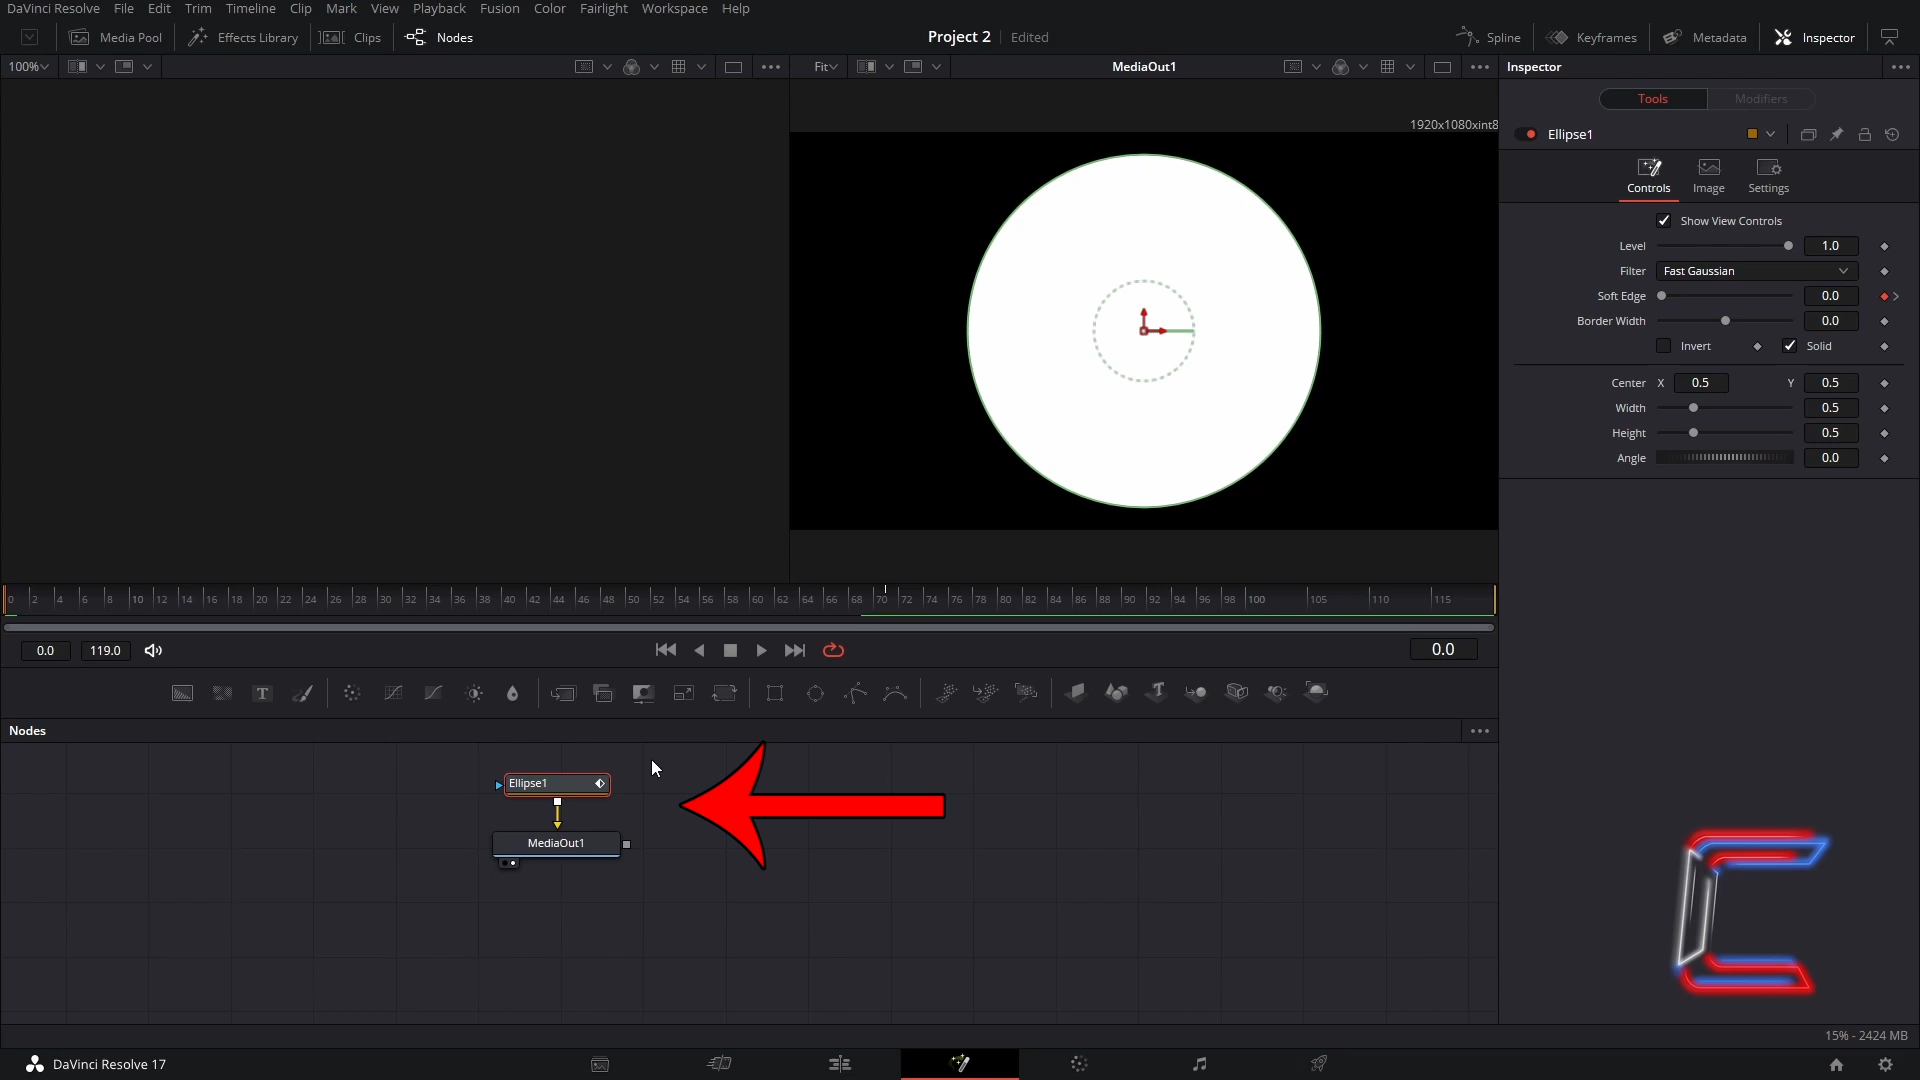 DaVinci Resolve File Edit Trim Timeline Clip Mark View Playback Fusion Color Fairlight Workspace Help
Media Pool Effects Library Clips Nodes Project 2 Edited Spline Keyframes Metadata Inspector
100% Fit MediaOut1 Inspector
Tools Modifiers
1920x1080xint8
Ellipse1
Controls Image Settings
Show View Controls
Level 1.0
Filter Fast Gaussian
Soft Edge 0.0
Border Width 0.0
Invert Solid
Center X 0.5 Y 0.5
Width 0.5
Height 0.5
Angle 0.0
0 2 4 6 8 10 12 14 16 18 20 22 24 26 28 30 32 34 36 38 40 42 44 46 48 50 52 54 56 58 60 62 64 66 68 70 72 74 76 78 80 82 84 86 88 90 92 94 96 98 100 105 110 115
0.0 119.0 0.0
T T
Nodes
Ellipse1
MediaOut1
15% - 2424 MB
DaVinci Resolve 17